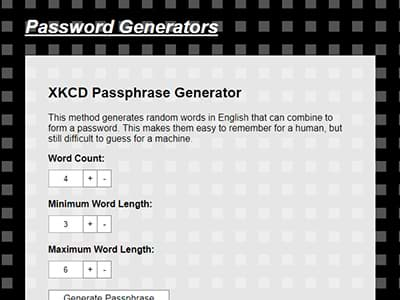 Password Generators
XKCD Passphrase Generator
This method generates random words in English that can combine to
form a password. This makes them easy to remember for a human, but
still difficult to guess for a machine.
Word Count:
4 + -
Minimum Word Length:
3 + -
Maximum Word Length:
6 + -
Generate Passphrase